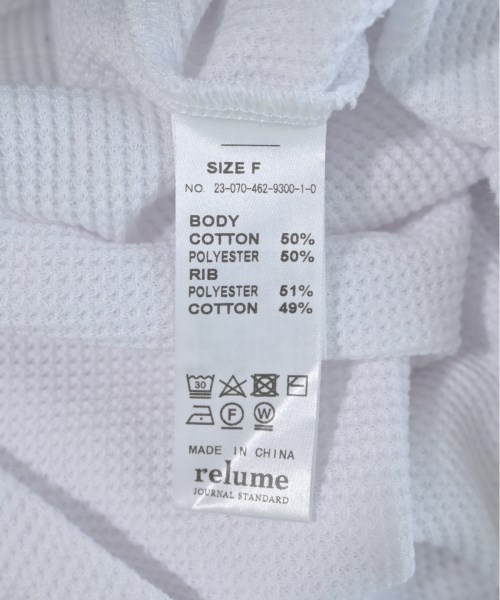 SIZE F
NO. 23-070-462-9300-1-0
BODY
COTTON 50%
POLYESTER 50%
RIB
POLYESTER 51%
COTTON 49%
30
F W
MADE IN CHINA
relume
JOURNAL STANDARD